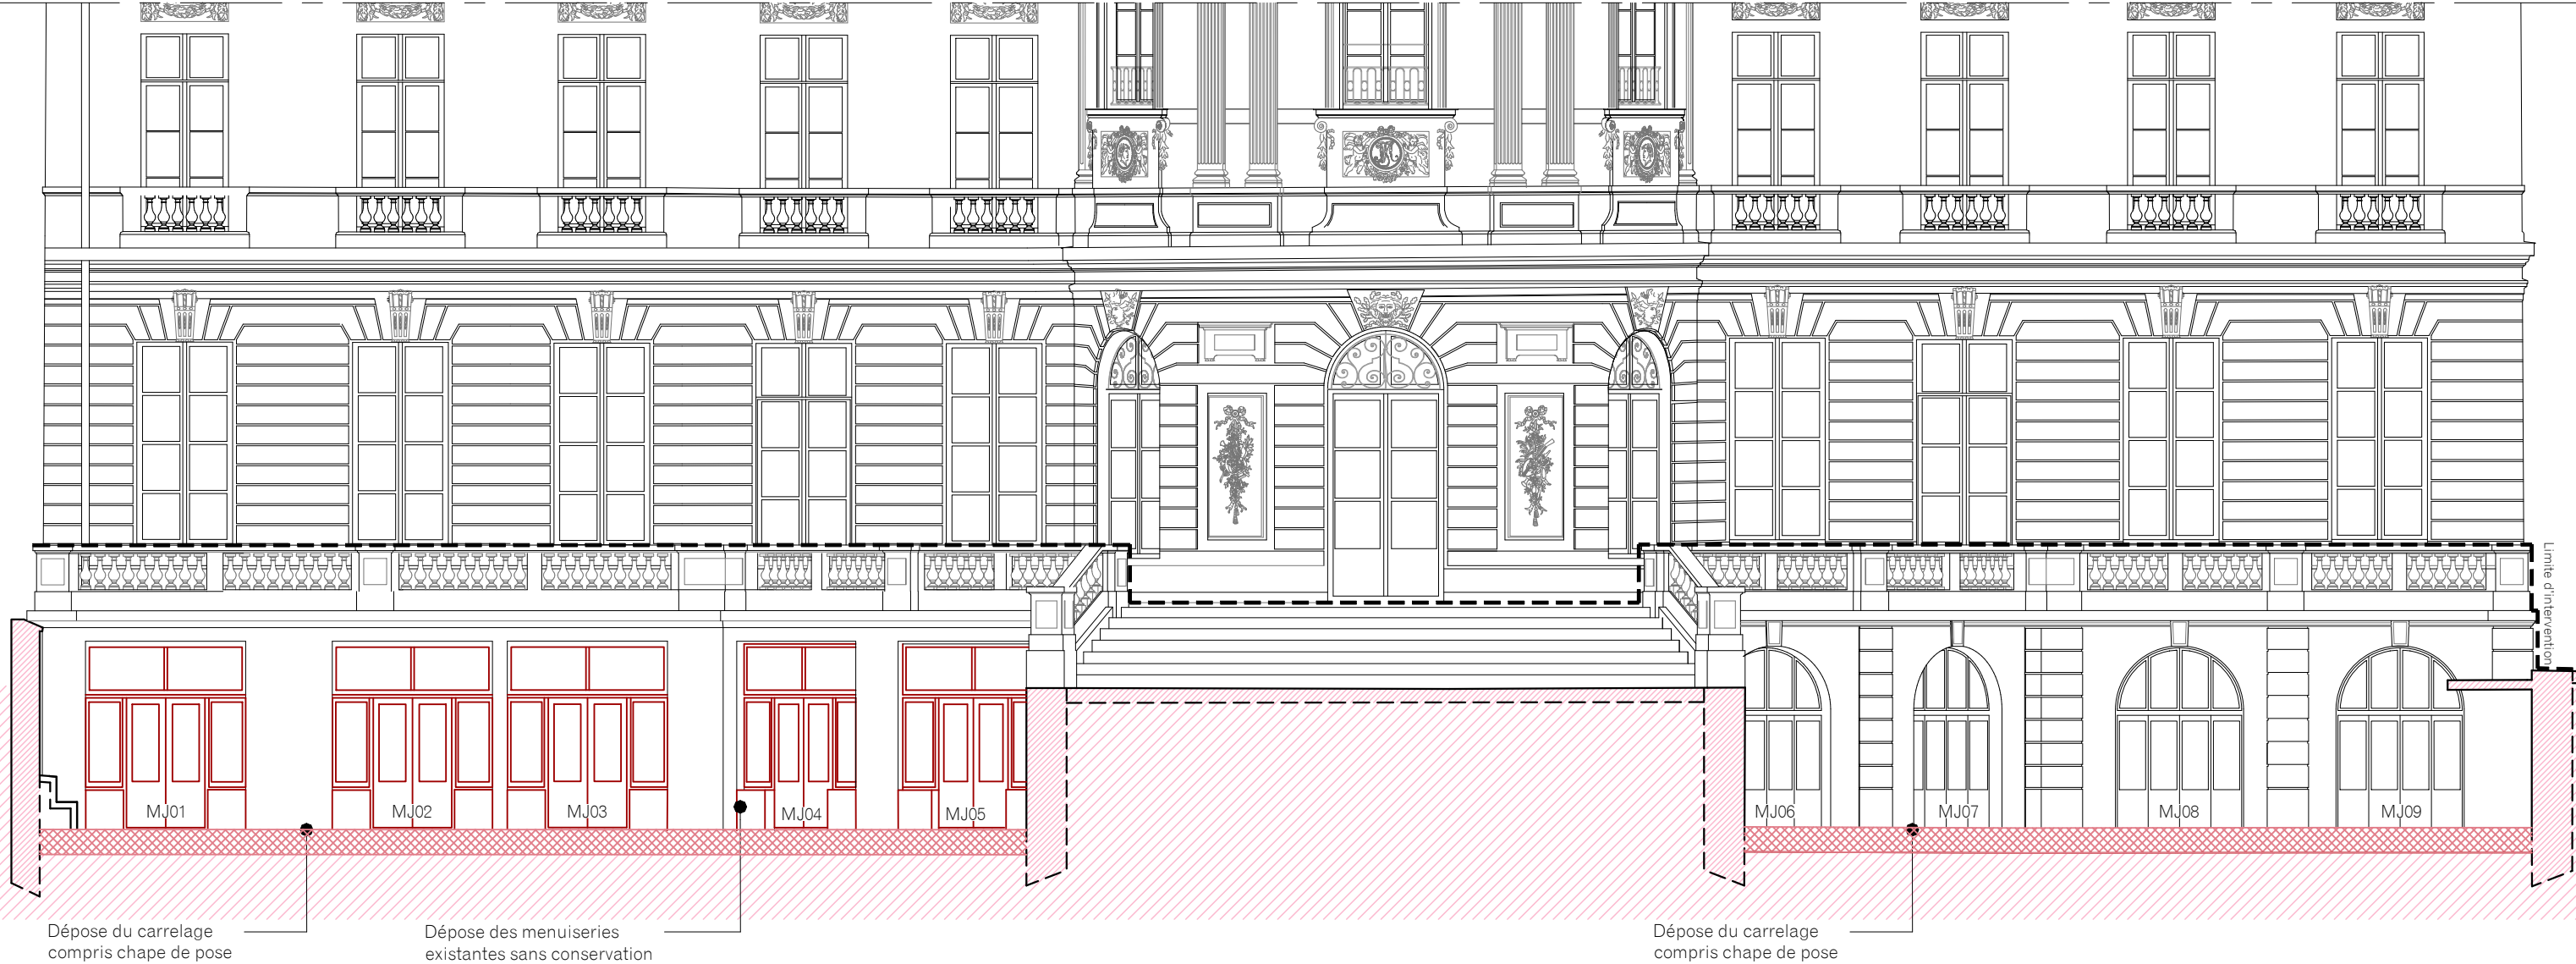 Limite d'intervention
MJ01
MJ02
MJ03
MJ04
MJ05
MJ06
MJ07
MJ08
MJ09
Dépose du carrelage
compris chape de pose
Dépose des menuiseries
existantes sans conservation
Dépose du carrelage
compris chape de pose